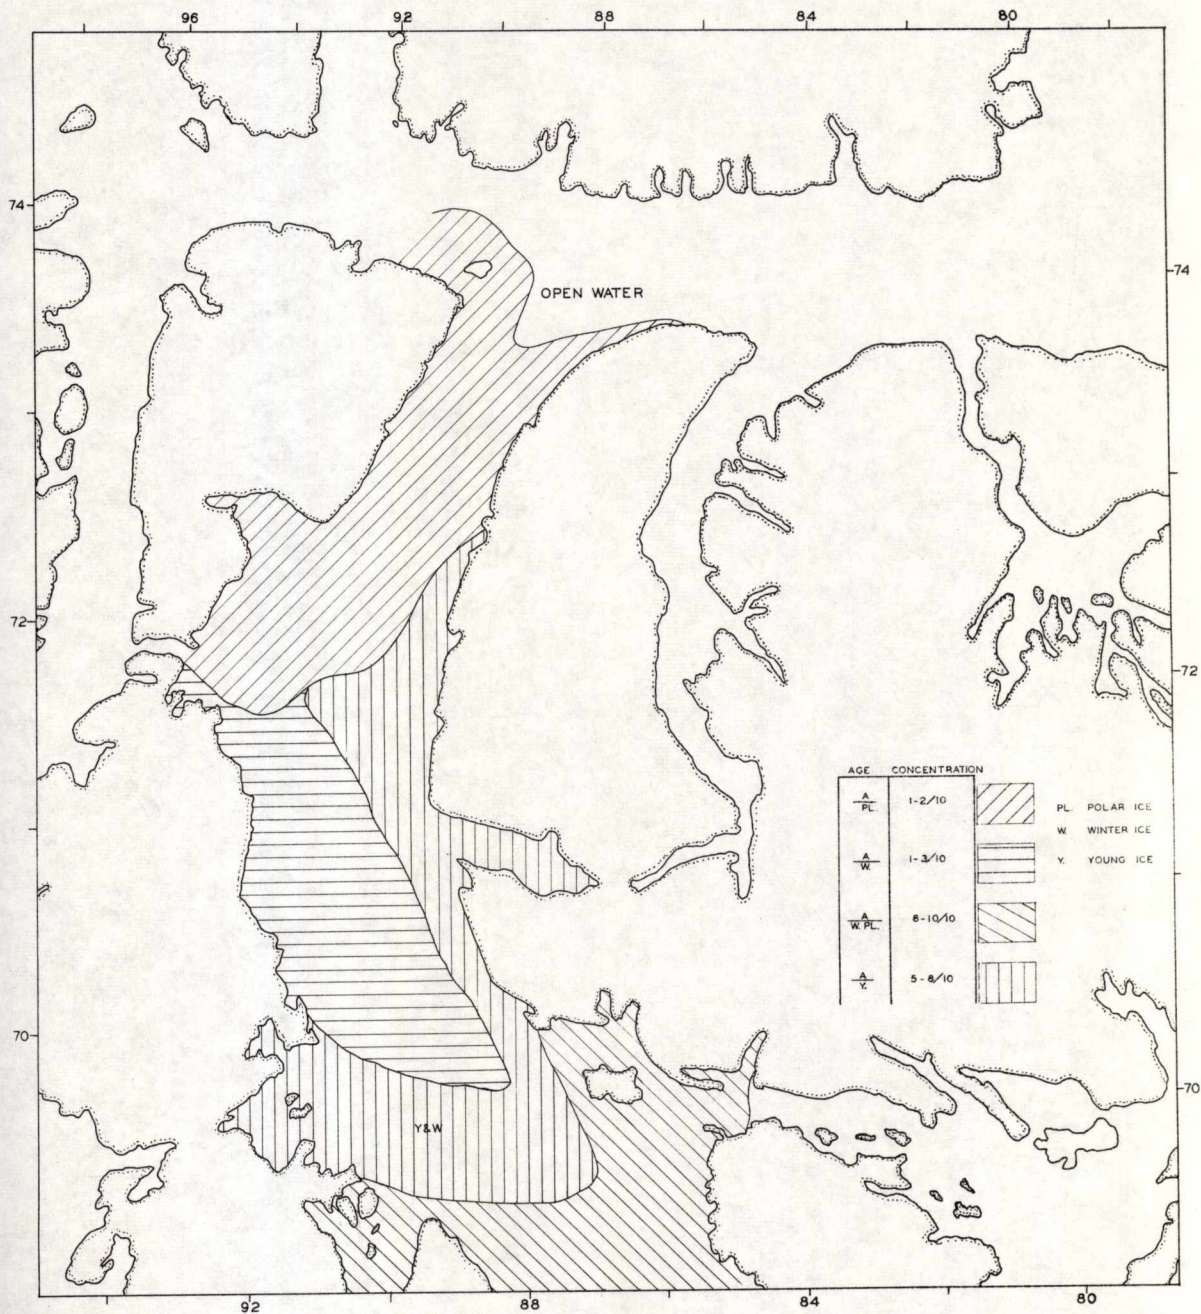 96 92 88 84 80
74
74
OPEN WATER
72
72
AGE CONCENTRATION
A
PL. 1-2/10
PL. POLAR ICE
W. WINTER ICE
A
W. 1-3/10
Y. YOUNG ICE
A
W. PL. 8-10/10
A
Y. 5-8/10
70
70
Y&W
92 88 84 80